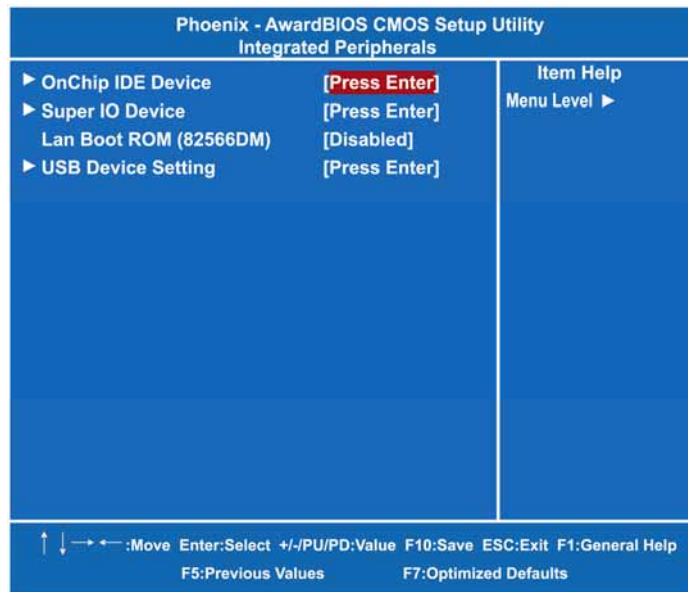 Phoenix - AwardBIOS CMOS Setup Utility
Integrated Peripherals
► OnChip IDE Device [Press Enter]
► Super IO Device [Press Enter]
Lan Boot ROM (82566DM) [Disabled]
► USB Device Setting [Press Enter]
Item Help
Menu Level ►
↑ ↓ → ← :Move Enter:Select +/-/PU/PD:Value F10:Save ESC:Exit F1:General Help
F5:Previous Values F7:Optimized Defaults